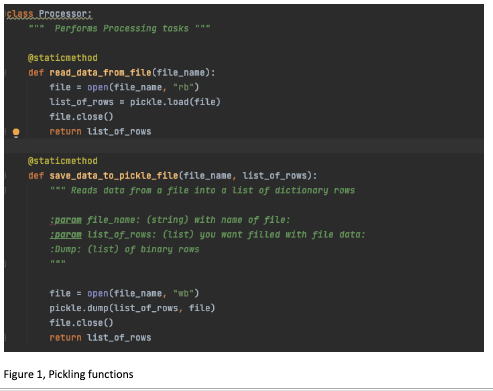 class Processor:
""" Performs Processing tasks """
@staticmethod
def read_data_from_file(file_name):
file = open(file_name, "rb")
list_of_rows = pickle.load(file)
file.close()
return list_of_rows
@staticmethod
def save_data_to_pickle_file(file_name, list_of_rows):
""" Reads data from a file into a list of dictionary rows
:param file_name: (string) with name of file:
:param list_of_rows: (list) you want filled with file data:
:Dump: (list) of binary rows
"""
file = open(file_name, "wb")
pickle.dump(list_of_rows, file)
file.close()
return list_of_rows
Figure 1, Pickling functions